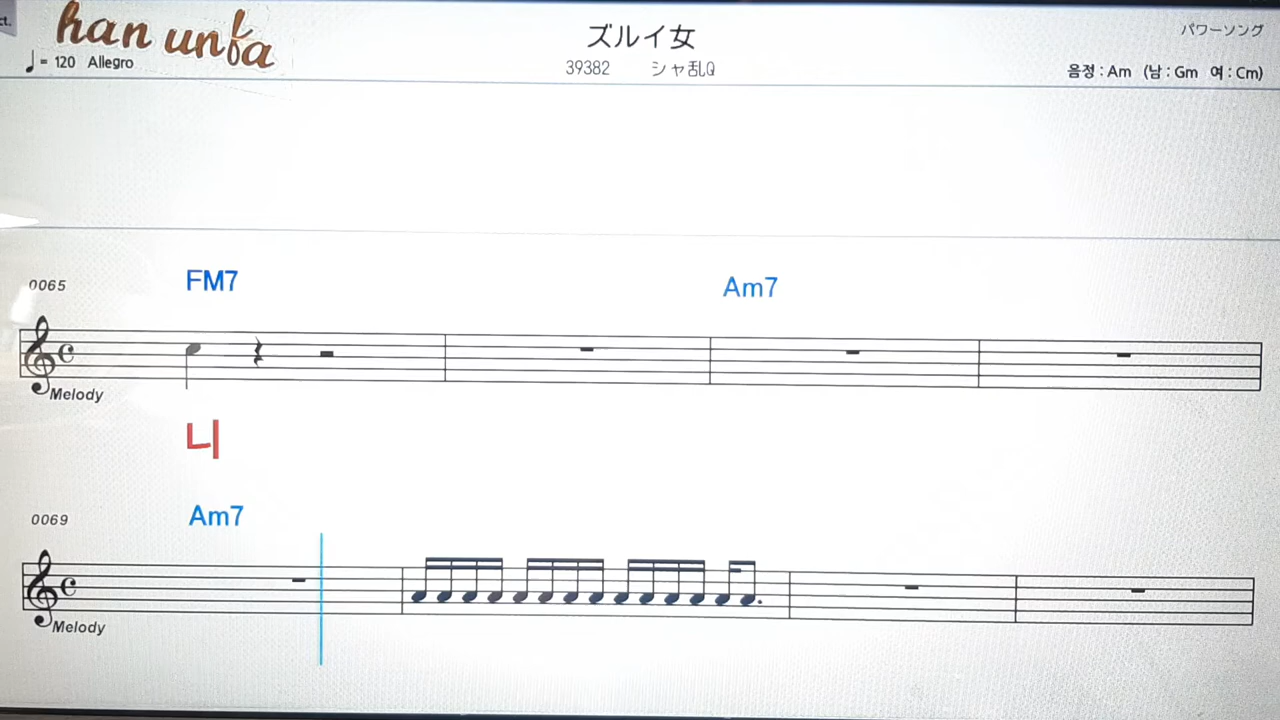 ct.
han unfa
ズルイ女
パワーソング
♩= 120 Allegro
39382 シャ乱Q
음정 : Am (남 : Gm 여 : Cm)
0065 FM7 Am7
Melody
니
0069 Am7
Melody